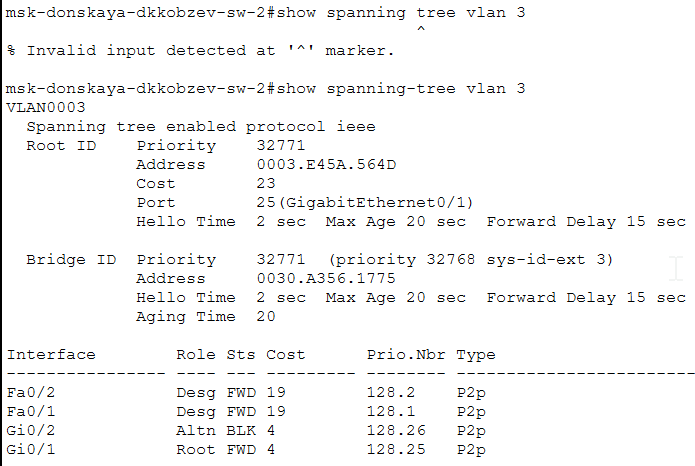 msk-donskaya-dkkobzev-sw-2#show spanning tree vlan 3
^
% Invalid input detected at '^' marker.
msk-donskaya-dkkobzev-sw-2#show spanning-tree vlan 3
VLAN0003
Spanning tree enabled protocol ieee
Root ID Priority 32771
Address 0003.E45A.564D
Cost 23
Port 25(GigabitEthernet0/1)
Hello Time 2 sec Max Age 20 sec Forward Delay 15 sec
Bridge ID Priority 32771 (priority 32768 sys-id-ext 3)
Address 0030.A356.1775
Hello Time 2 sec Max Age 20 sec Forward Delay 15 sec
Aging Time 20
Interface Role Sts Cost Prio.Nbr Type
---------------- ---- --- --------- -------- --------------------------------
Fa0/2 Desg FWD 19 128.2 P2p
Fa0/1 Desg FWD 19 128.1 P2p
Gi0/2 Altn BLK 4 128.26 P2p
Gi0/1 Root FWD 4 128.25 P2p